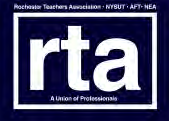 Rochester Teachers Association · NYSUT · AFT· NEA
rta
A Union of Professionals